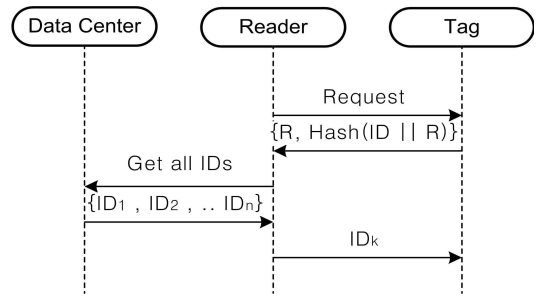 Data Center
Reader
Tag
Request
{R, Hash(ID || R)}
Get all IDs
{ID1 , ID2 , .. IDn}
IDk